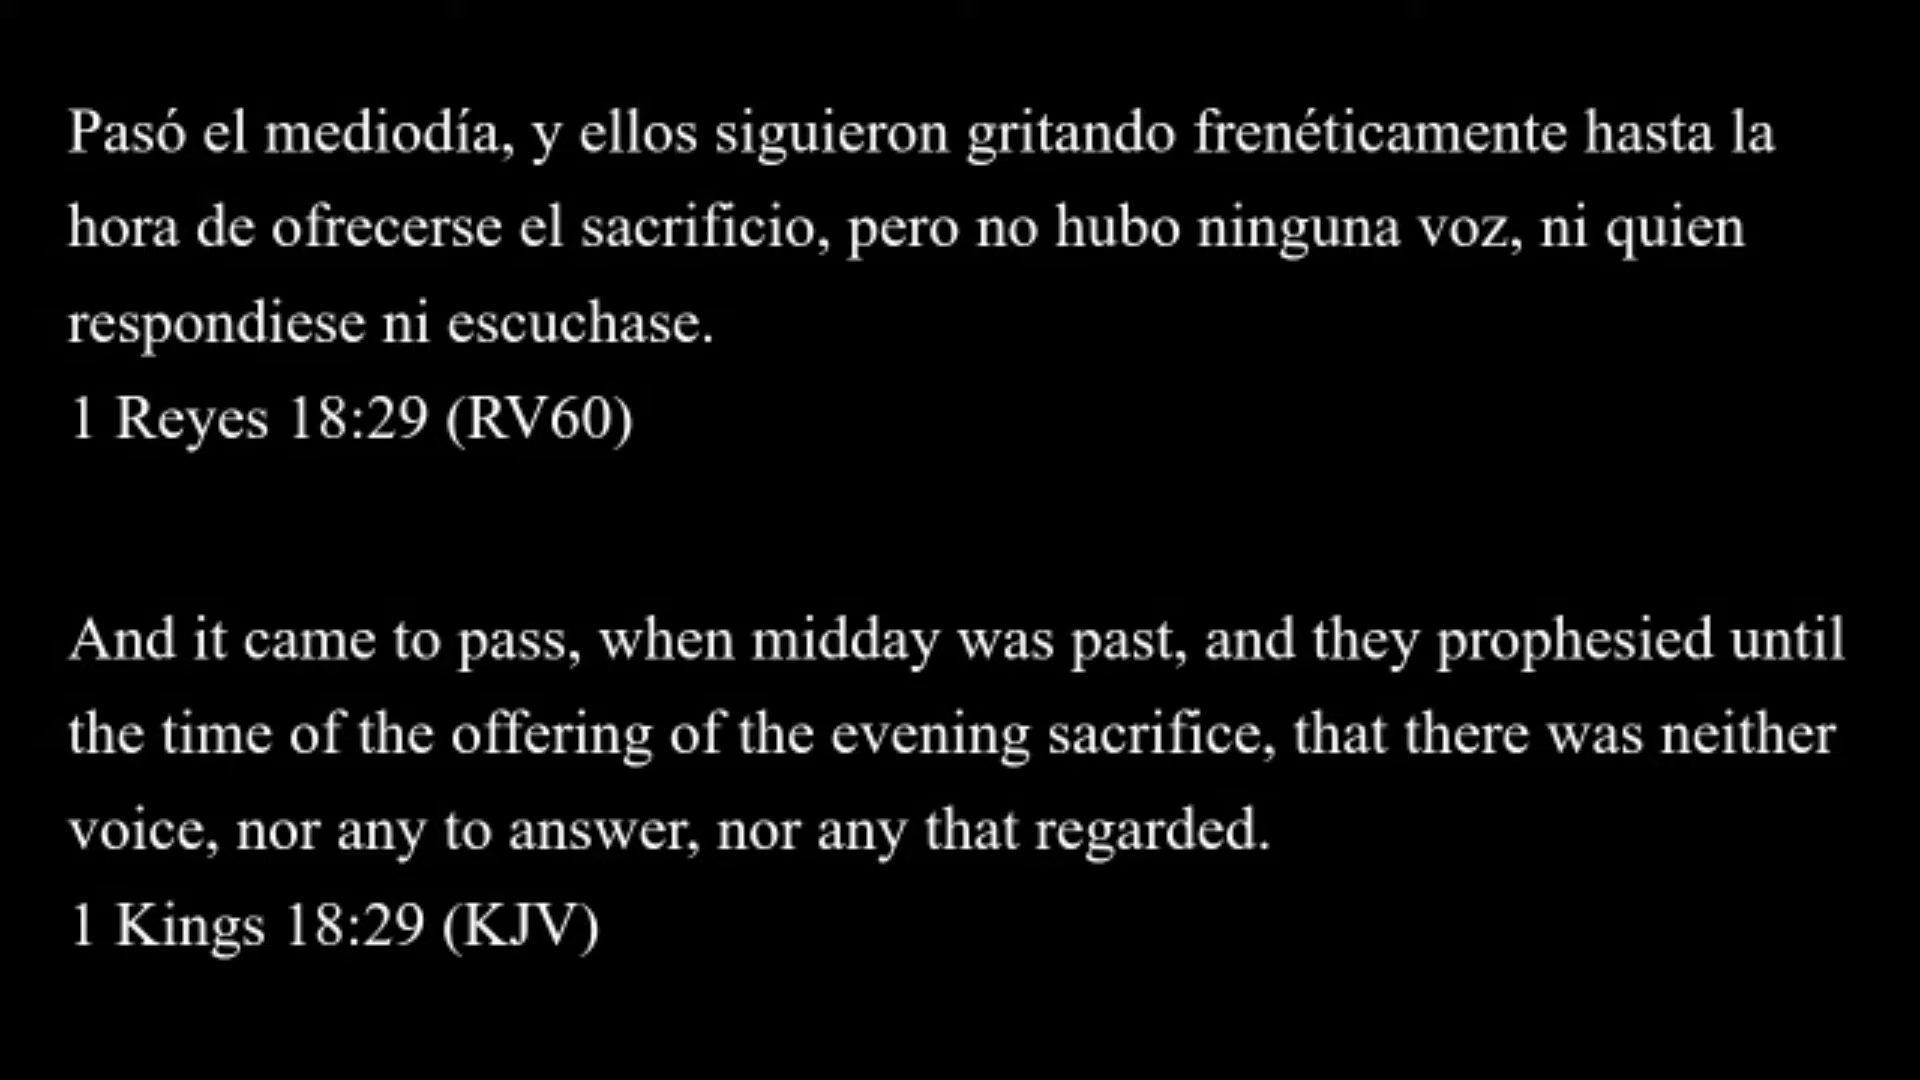 Pasó el mediodía, y ellos siguieron gritando frenéticamente hasta la
hora de ofrecerse el sacrificio, pero no hubo ninguna voz, ni quien
respondiese ni escuchase.
1 Reyes 18:29 (RV60)
And it came to pass, when midday was past, and they prophesied until
the time of the offering of the evening sacrifice, that there was neither
voice, nor any to answer, nor any that regarded.
1 Kings 18:29 (KJV)